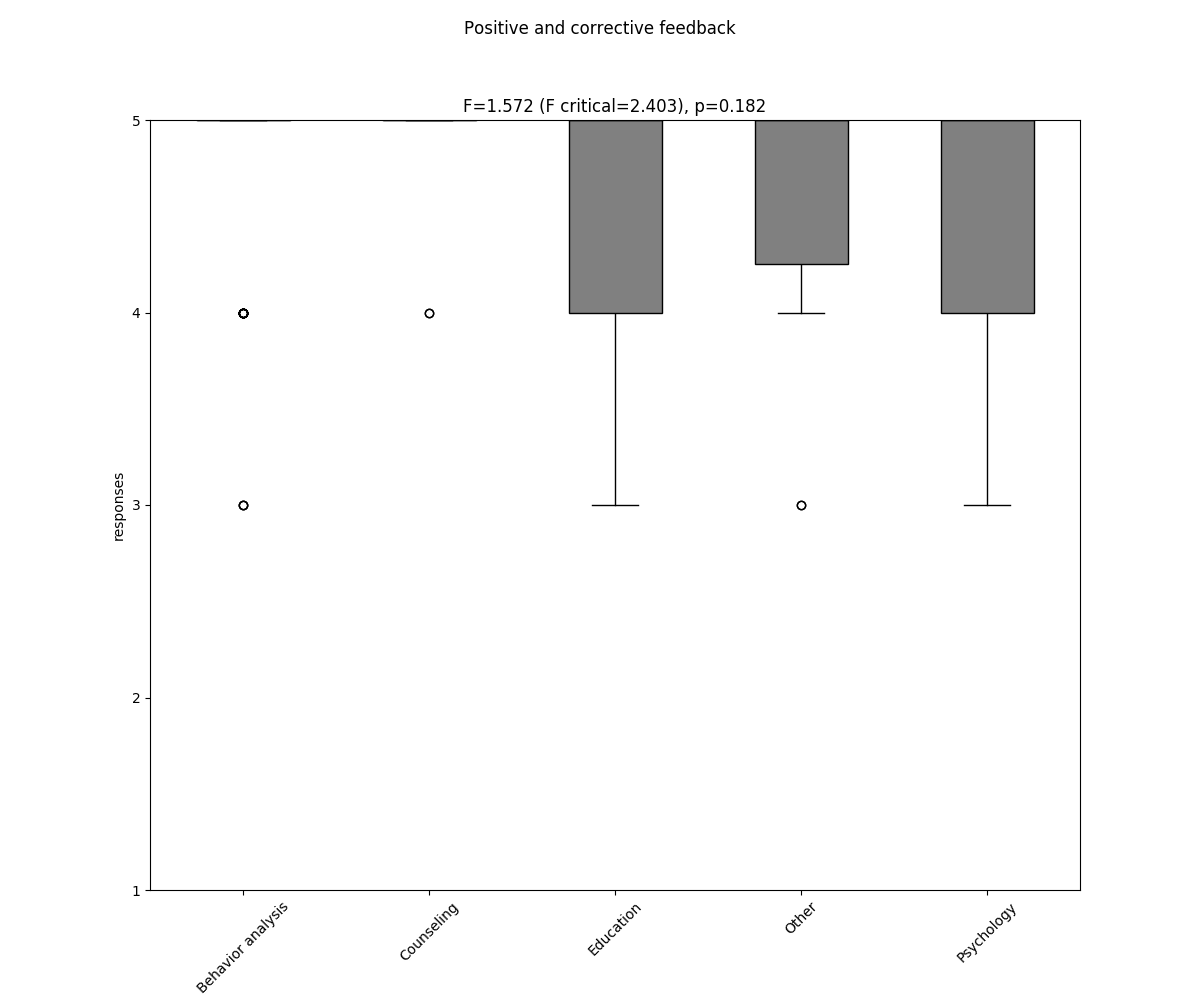 Positive and corrective feedback
F=1.572 (F critical=2.403), p=0.182
5
4
3
2
1
responses
Behavior analysis
Counseling
Education
Other
Psychology